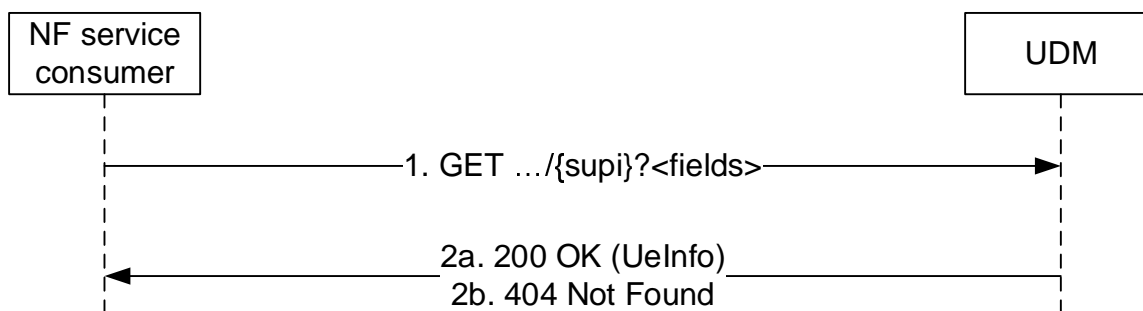 NF service
consumer
UDM
1. GET …/{supi}?<fields>
2a. 200 OK (UeInfo)
2b. 404 Not Found